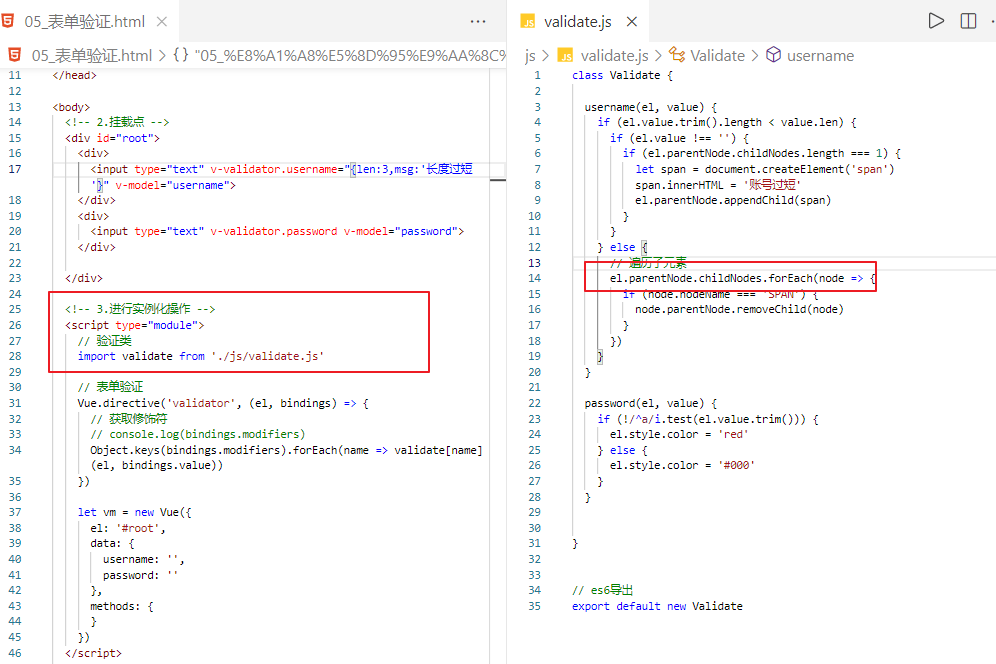 05_表单验证.html ×
05_表单验证.html > {} "05_%E8%A1%A8%E5%8D%95%E9%AA%8C%
11 </head>
12
13 <body>
14 <!-- 2.挂载点 -->
15 <div id="root">
16 <div>
17 <input type="text" v-validator.username="{len:3,msg:'长度过短
'}" v-model="username">
18 </div>
19 <div>
20 <input type="text" v-validator.password v-model="password">
21 </div>
22
23 </div>
24
25 <!-- 3.进行实例化操作 -->
26 <script type="module">
27 // 验证类
28 import validate from './js/validate.js'
29
30 // 表单验证
31 Vue.directive('validator', (el, bindings) => {
32 // 获取修饰符
33 // console.log(bindings.modifiers)
34 Object.keys(bindings.modifiers).forEach(name => validate[name]
(el, bindings.value))
35 })
36
37 let vm = new Vue({
38 el: '#root',
39 data: {
40 username: '',
41 password: ''
42 },
43 methods: {
44 }
45 })
46 </script>
JS validate.js ×
js > JS validate.js > Validate > username
1 class Validate {
2
3 username(el, value) {
4 if (el.value.trim().length < value.len) {
5 if (el.value !== '') {
6 if (el.parentNode.childNodes.length === 1) {
7 let span = document.createElement('span')
8 span.innerHTML = '账号过短'
9 el.parentNode.appendChild(span)
10 }
11 }
12 } else {
13 // 遍历子元素
14 el.parentNode.childNodes.forEach(node => {
15 if (node.nodeName === 'SPAN') {
16 node.parentNode.removeChild(node)
17 }
18 })
19 }
20 }
21
22 password(el, value) {
23 if (!/^a/i.test(el.value.trim())) {
24 el.style.color = 'red'
25 } else {
26 el.style.color = '#000'
27 }
28 }
29
30
31 }
32
33
34 // es6导出
35 export default new Validate